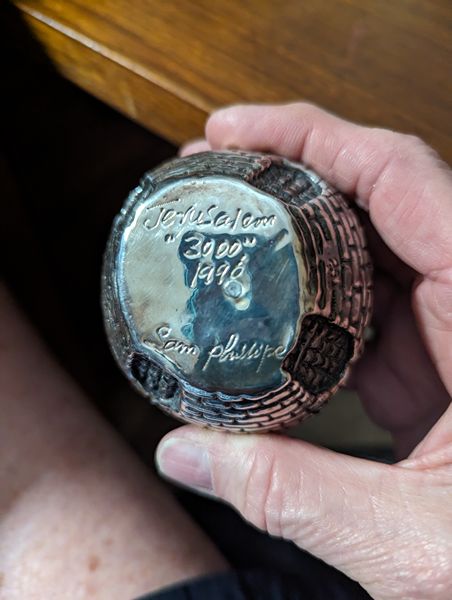 Jerusalem
"3000"
1996
Sam philipe